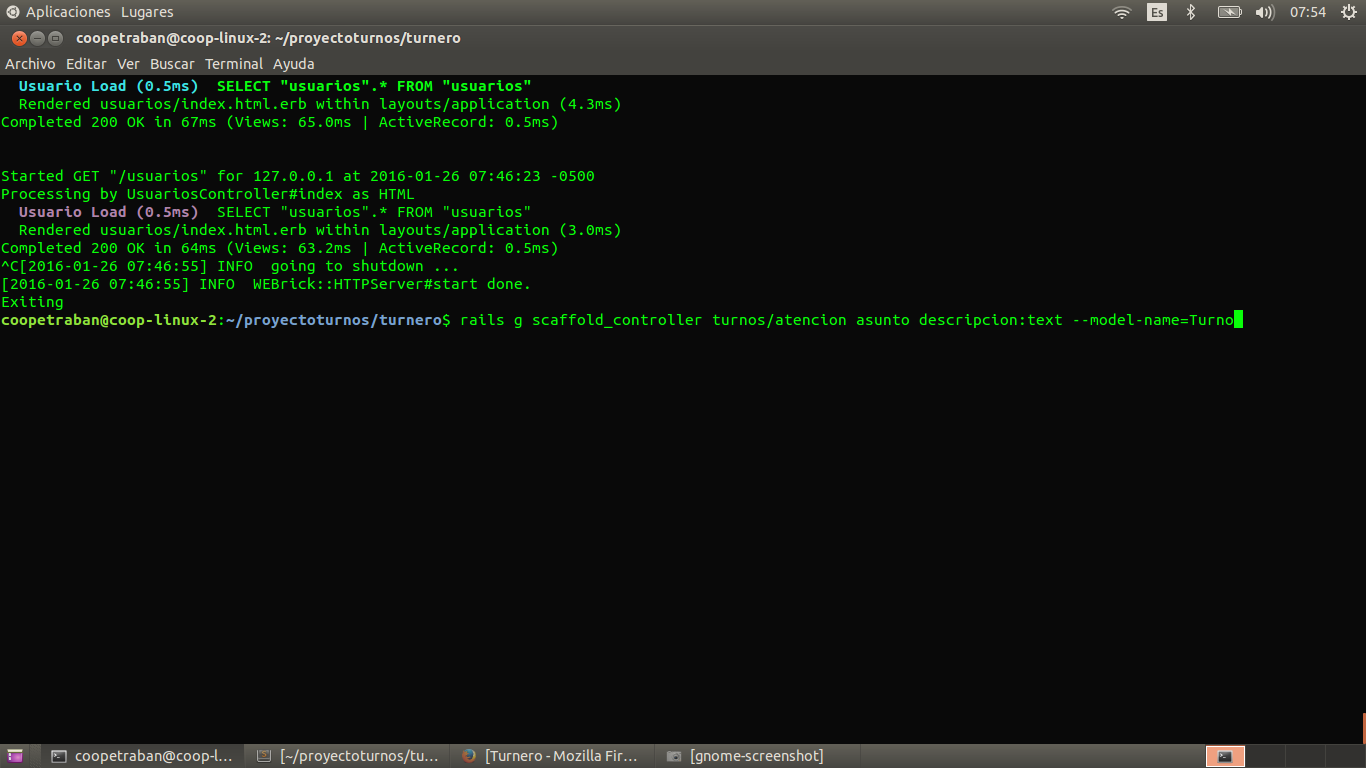 Aplicaciones Lugares
Es
07:54
coopetraban@coop-linux-2: ~/proyectoturnos/turnero
Archivo Editar Ver Buscar Terminal Ayuda
Usuario Load (0.5ms)  SELECT "usuarios".* FROM "usuarios"
Rendered usuarios/index.html.erb within layouts/application (4.3ms)
Completed 200 OK in 67ms (Views: 65.0ms | ActiveRecord: 0.5ms)
Started GET "/usuarios" for 127.0.0.1 at 2016-01-26 07:46:23 -0500
Processing by UsuariosController#index as HTML
Usuario Load (0.5ms)  SELECT "usuarios".* FROM "usuarios"
Rendered usuarios/index.html.erb within layouts/application (3.0ms)
Completed 200 OK in 64ms (Views: 63.2ms | ActiveRecord: 0.5ms)
^C[2016-01-26 07:46:55] INFO  going to shutdown ...
[2016-01-26 07:46:55] INFO  WEBrick::HTTPServer#start done.
Exiting
coopetraban@coop-linux-2:~/proyectoturnos/turnero$ rails g scaffold_controller turnos/atencion asunto descripcion:text --model-name=Turno
coopetraban@coop-l...
[~/proyectoturnos/tu...
[Turnero - Mozilla Fir...
[gnome-screenshot]